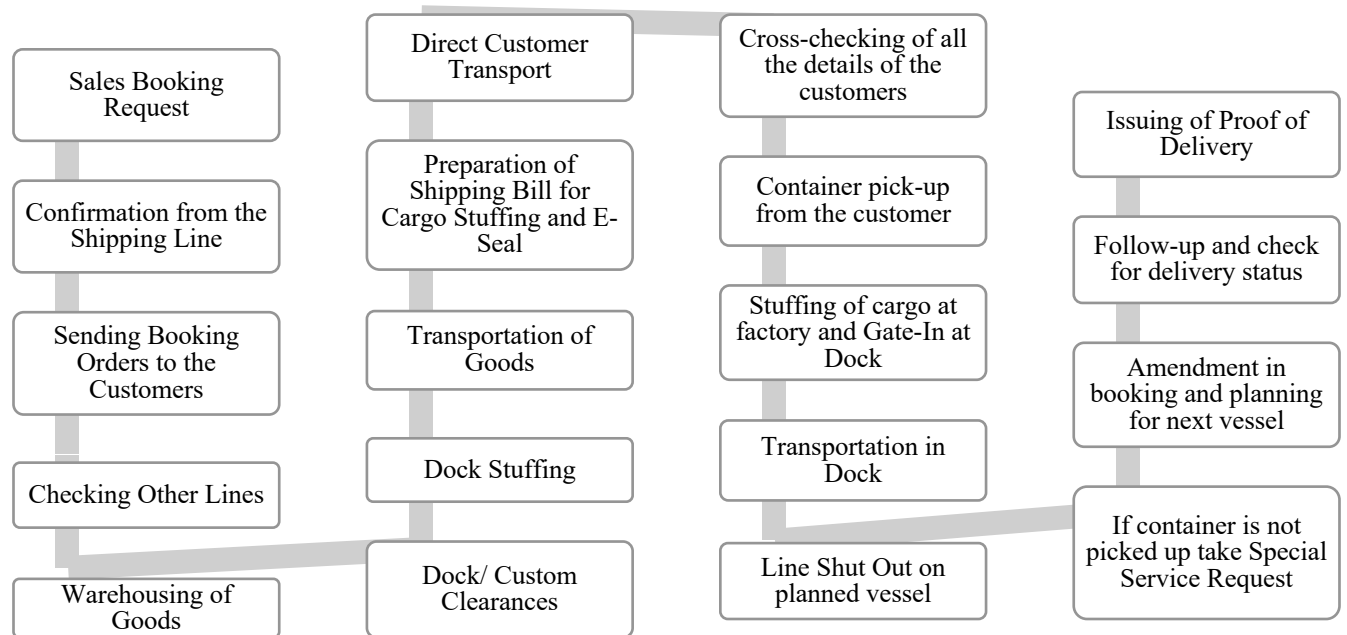 Sales Booking
Request
Confirmation from the
Shipping Line
Sending Booking
Orders to the
Customers
Checking Other Lines
Warehousing of
Goods
Direct Customer
Transport
Preparation of
Shipping Bill for
Cargo Stuffing and E-
Seal
Transportation of
Goods
Dock Stuffing
Dock/ Custom
Clearances
Cross-checking of all
the details of the
customers
Container pick-up
from the customer
Stuffing of cargo at
factory and Gate-In at
Dock
Transportation in
Dock
Line Shut Out on
planned vessel
Issuing of Proof of
Delivery
Follow-up and check
for delivery status
Amendment in
booking and planning
for next vessel
If container is not
picked up take Special
Service Request